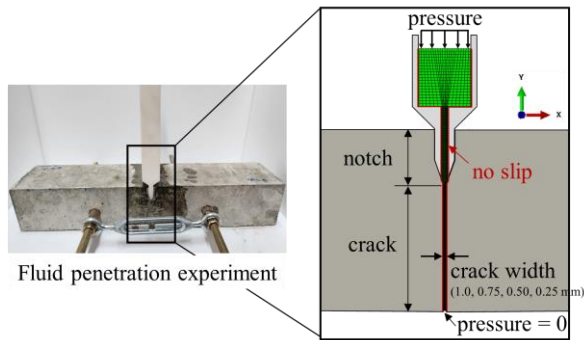 pressure
Y
X
notch
no slip
crack
crack width
(1.0, 0.75, 0.50, 0.25 mm)
pressure = 0
Fluid penetration experiment